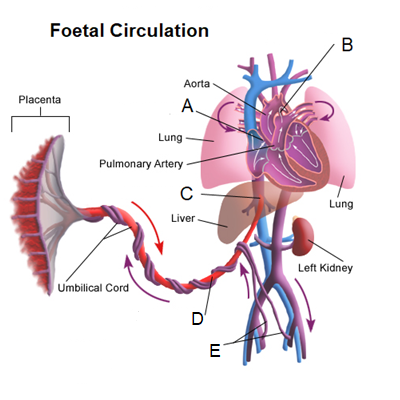 Foetal Circulation
B
Aorta
Placenta
A
Lung
Pulmonary Artery
C
Lung
Liver
Left Kidney
Umbilical Cord
D
E